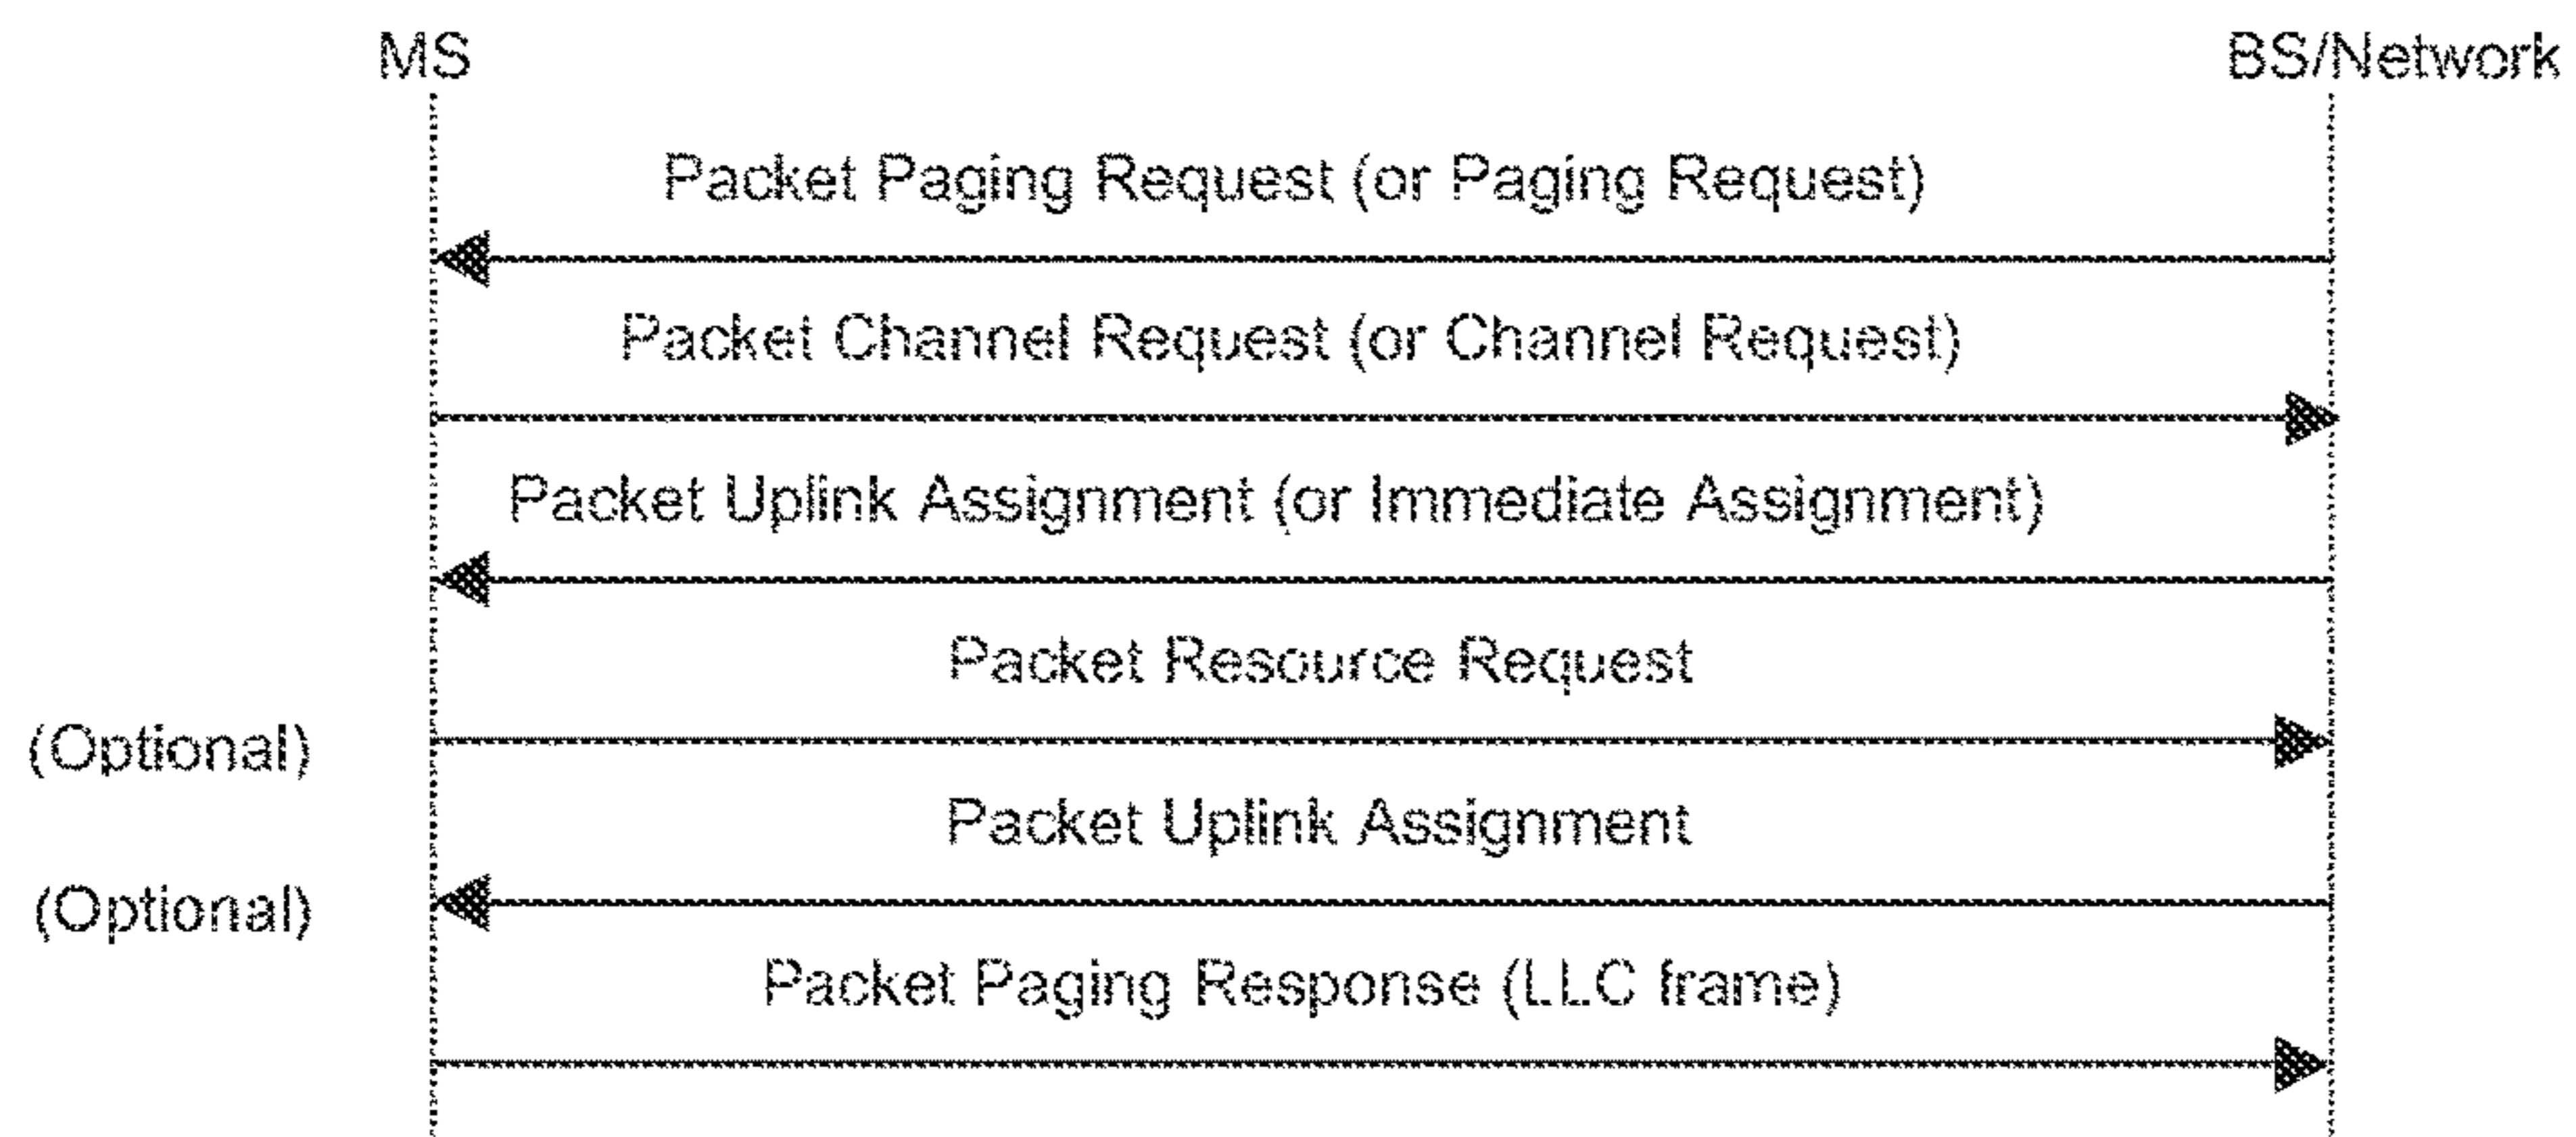 MS BS/Network
Packet Paging Request (or Paging Request)
Packet Channel Request (or Channel Request)
Packet Uplink Assignment (or Immediate Assignment)
Packet Resource Request
(Optional)
Packet Uplink Assignment
(Optional)
Packet Paging Response (LLC frame)